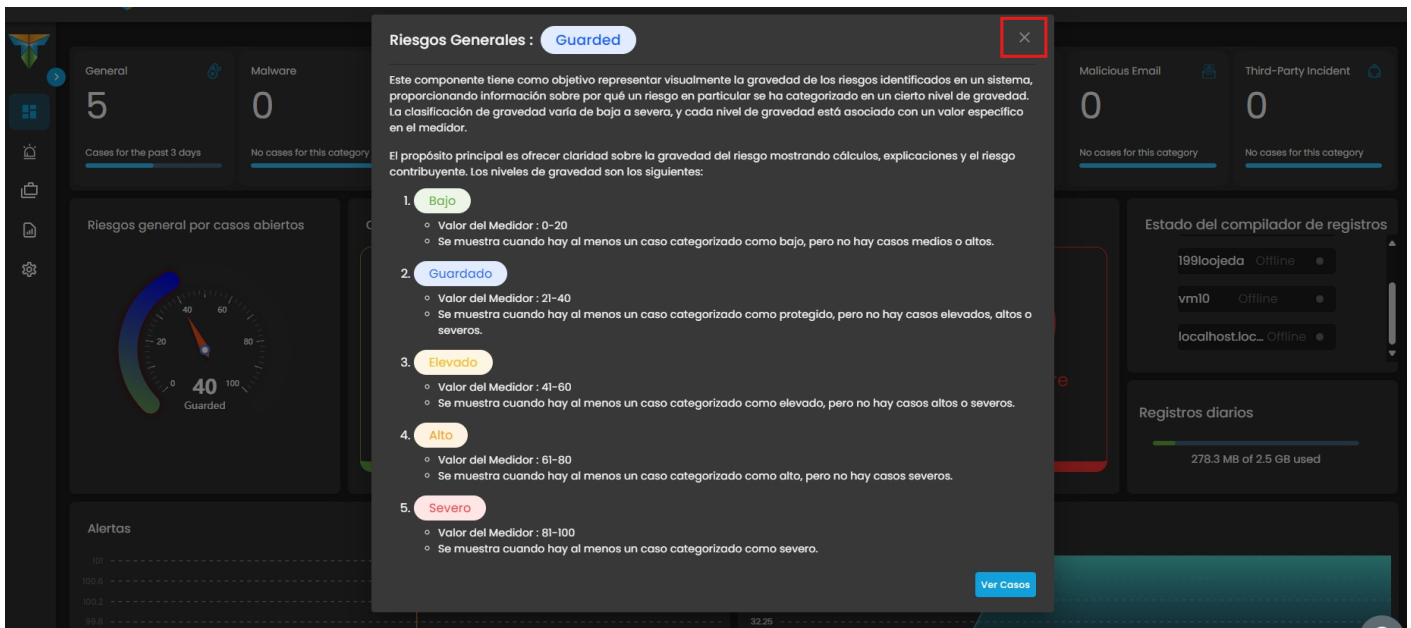 Riesgos Generales : Guarded
Este componente tiene como objetivo representar visualmente la gravedad de los riesgos identificados en un sistema,
proporcionando información sobre por qué un riesgo en particular se ha categorizado en un cierto nivel de gravedad.
La clasificación de gravedad varía de baja a severa, y cada nivel de gravedad está asociado con un valor específico
en el medidor.
El propósito principal es ofrecer claridad sobre la gravedad del riesgo mostrando cálculos, explicaciones y el riesgo
contribuyente. Los niveles de gravedad son los siguientes:
1. Bajo
Valor del Medidor : 0-20
Se muestra cuando hay al menos un caso categorizado como bajo, pero no hay casos medios o altos.
2. Guardado
Valor del Medidor : 21-40
Se muestra cuando hay al menos un caso categorizado como protegido, pero no hay casos elevados, altos o
severos.
3. Elevado
Valor del Medidor : 41-60
Se muestra cuando hay al menos un caso categorizado como elevado, pero no hay casos altos o severos.
4. Alto
Valor del Medidor : 61-80
Se muestra cuando hay al menos un caso categorizado como alto, pero no hay casos severos.
5. Severo
Valor del Medidor : 81-100
Se muestra cuando hay al menos un caso categorizado como severo.
Ver Casos
General
5
Cases for the past 3 days
Malware
0
No cases for this category
Malicious Email
0
No cases for this category
Third-Party Incident
0
No cases for this category
Riesgos general por casos abiertos
0
20
40
60
80
100
40
Guarded
Estado del compilador de registros
199loojeda Offline
vm10 Offline
localhost.loc... Offline
Registros diarios
278.3 MB of 2.5 GB used
Alertas
101
100.6
100.2
99.8
32.25